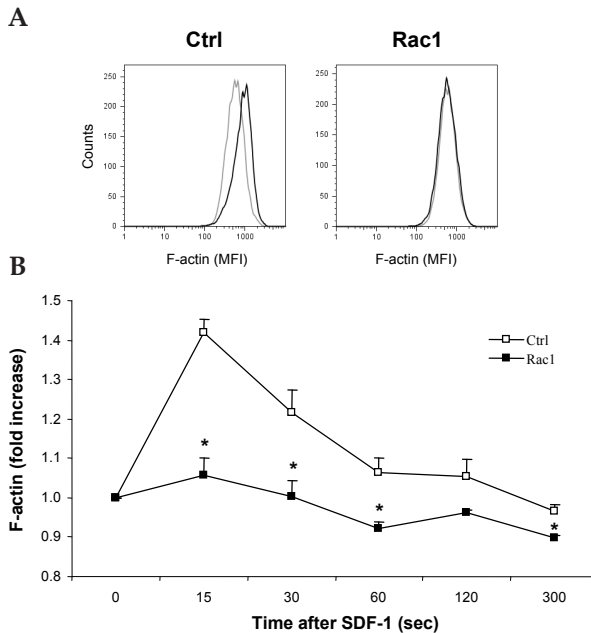 A
Ctrl
Rac1
250
200
150
100
50
0
Counts
1 10 100 1000
F-actin (MFI)
250
200
150
100
50
0
1 10 100 1000
F-actin (MFI)
B
1.5
1.4
1.3
1.2
1.1
1.0
0.9
0.8
F-actin (fold increase)
Ctrl
Rac1
* * * *
0 15 30 60 120 300
Time after SDF-1 (sec)